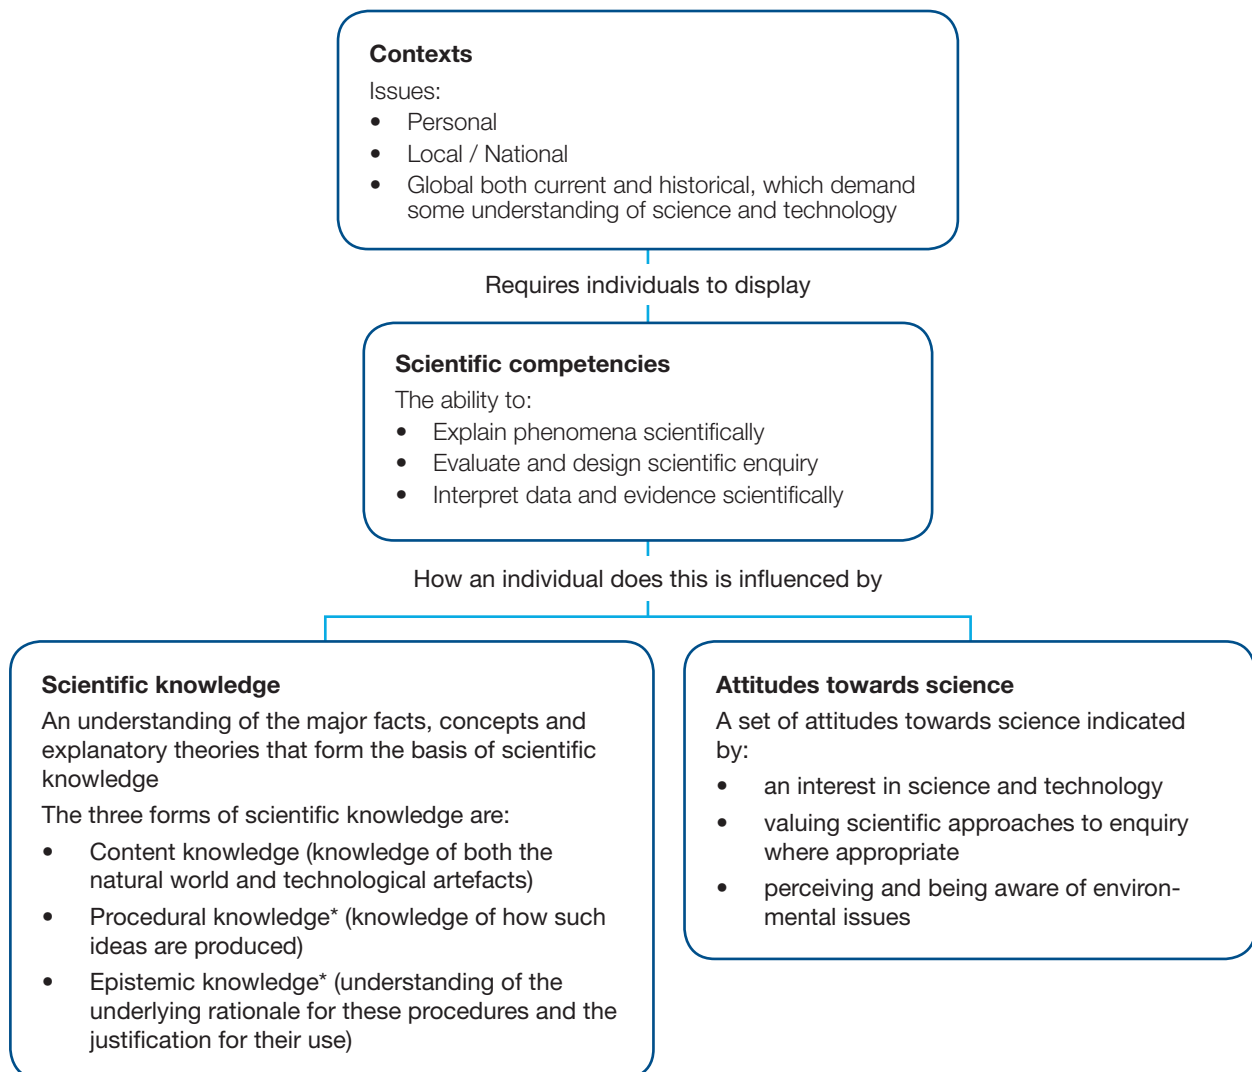 Contexts
Issues:
• Personal
• Local / National
• Global both current and historical, which demand
some understanding of science and technology
Requires individuals to display
Scientific competencies
The ability to:
• Explain phenomena scientifically
• Evaluate and design scientific enquiry
• Interpret data and evidence scientifically
How an individual does this is influenced by
Scientific knowledge
An understanding of the major facts, concepts and
explanatory theories that form the basis of scientific
knowledge
The three forms of scientific knowledge are:
• Content knowledge (knowledge of both the
natural world and technological artefacts)
• Procedural knowledge* (knowledge of how such
ideas are produced)
• Epistemic knowledge* (understanding of the
underlying rationale for these procedures and the
justification for their use)
Attitudes towards science
A set of attitudes towards science indicated
by:
• an interest in science and technology
• valuing scientific approaches to enquiry
where appropriate
• perceiving and being aware of environ-
mental issues